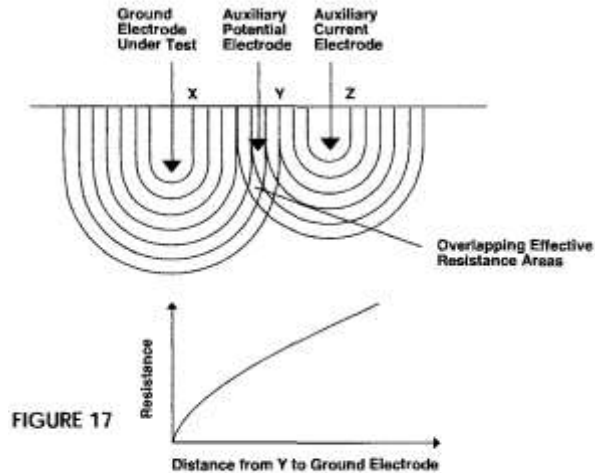 Ground
Electrode
Under Test
Auxiliary
Potential
Electrode
Auxiliary
Current
Electrode
X
Y
Z
Overlapping Effective
Resistance Areas
Resistance
FIGURE 17
Distance from Y to Ground Electrode